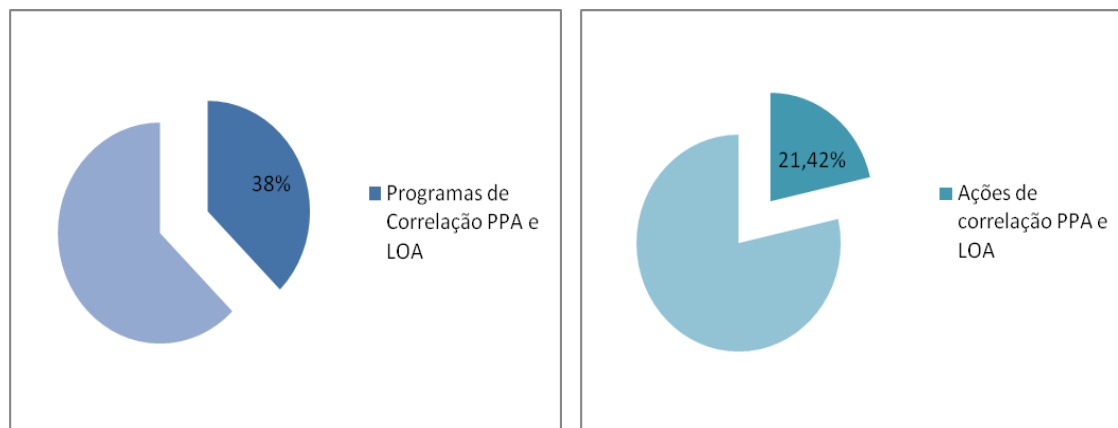 38%
Programas de
Correlação PPA e
LOA
21,42%
Ações de
correlação PPA e
LOA